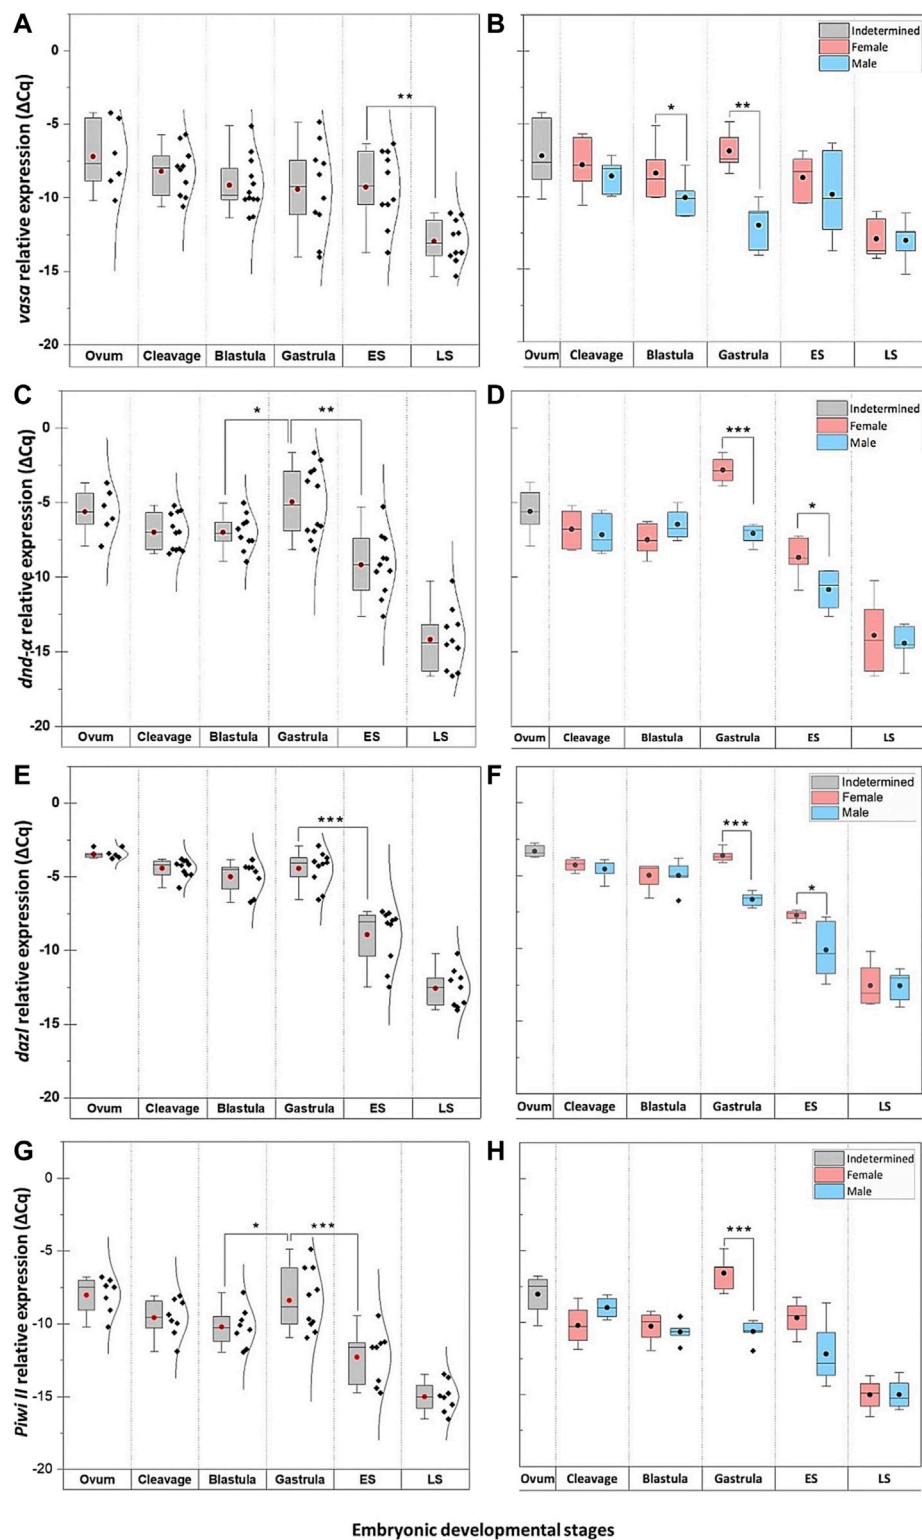 A
vasa relative expression (ΔCq)
0
-5
-10
-15
-20
**
Ovum Cleavage Blastula Gastrula ES LS
B
Indetermined
Female
Male
*
**
Ovum Cleavage Blastula Gastrula ES LS
C
dnd-α relative expression (ΔCq)
0
-5
-10
-15
-20
* **
Ovum Cleavage Blastula Gastrula ES LS
D
Indetermined
Female
Male
***
*
Ovum Cleavage Blastula Gastrula ES LS
E
dazl relative expression (ΔCq)
0
-5
-10
-15
-20
***
Ovum Cleavage Blastula Gastrula ES LS
F
Indetermined
Female
Male
***
*
Ovum Cleavage Blastula Gastrula ES LS
G
Piwi II relative expression (ΔCq)
0
-5
-10
-15
-20
* ***
Ovum Cleavage Blastula Gastrula ES LS
H
Indetermined
Female
Male
***
Ovum Cleavage Blastula Gastrula ES LS
Embryonic developmental stages